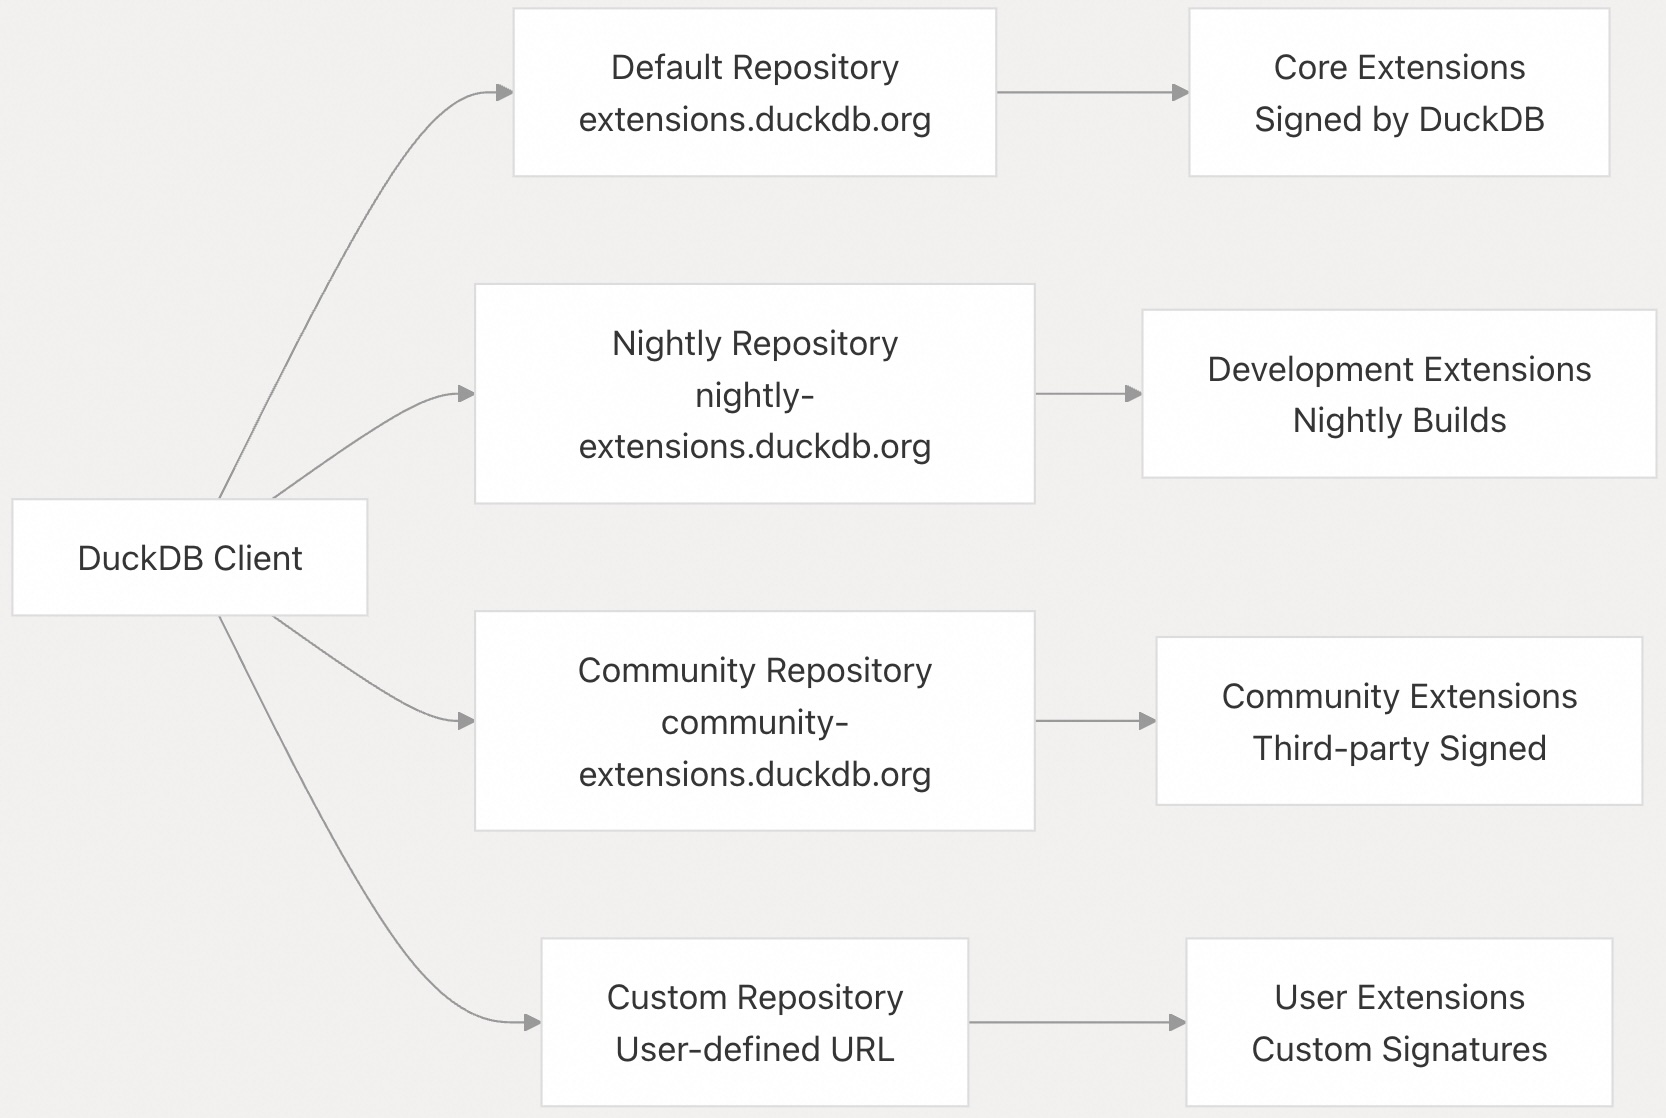 Default Repository
extensions.duckdb.org
Core Extensions
Signed by DuckDB
Nightly Repository
nightly-
extensions.duckdb.org
Development Extensions
Nightly Builds
DuckDB Client
Community Repository
community-
extensions.duckdb.org
Community Extensions
Third-party Signed
Custom Repository
User-defined URL
User Extensions
Custom Signatures